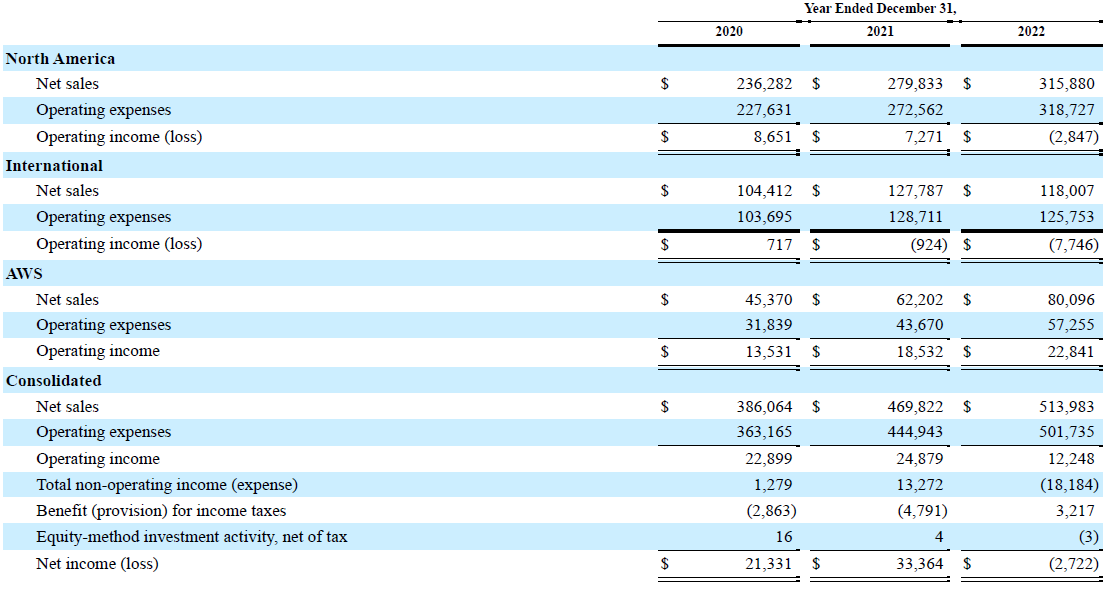 Year Ended December 31,
2020 2021 2022
North America
Net sales $ 236,282 $ 279,833 $ 315,880
Operating expenses 227,631 272,562 318,727
Operating income (loss) $ 8,651 $ 7,271 $ (2,847)
International
Net sales $ 104,412 $ 127,787 $ 118,007
Operating expenses 103,695 128,711 125,753
Operating income (loss) $ 717 $ (924) $ (7,746)
AWS
Net sales $ 45,370 $ 62,202 $ 80,096
Operating expenses 31,839 43,670 57,255
Operating income $ 13,531 $ 18,532 $ 22,841
Consolidated
Net sales $ 386,064 $ 469,822 $ 513,983
Operating expenses 363,165 444,943 501,735
Operating income 22,899 24,879 12,248
Total non-operating income (expense) 1,279 13,272 (18,184)
Benefit (provision) for income taxes (2,863) (4,791) 3,217
Equity-method investment activity, net of tax 16 4 (3)
Net income (loss) $ 21,331 $ 33,364 $ (2,722)